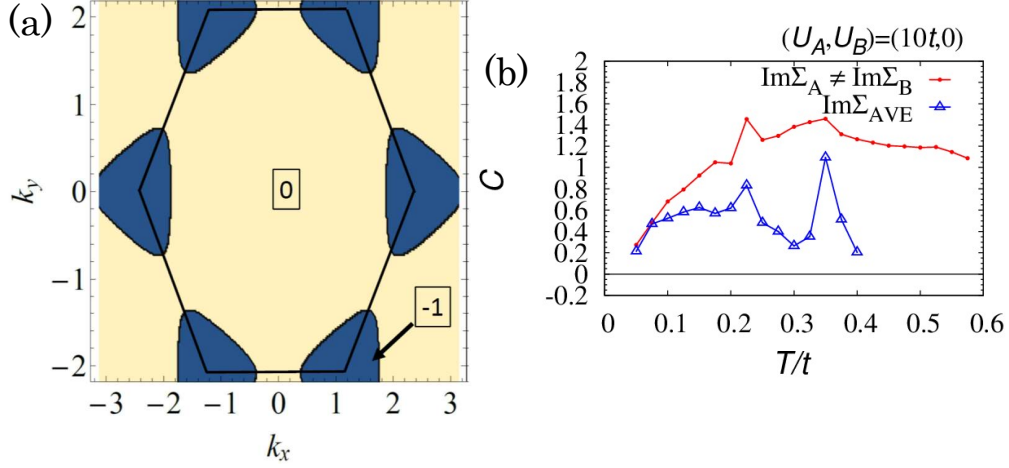 (a)
2
1
0
−1
−2
k_y
0
-1
−3 −2 −1 0 1 2 3
k_x
(b)
(U_A,U_B)=(10t,0)
ImΣ_A ≠ ImΣ_B
ImΣ_AVE
2
1.8
1.6
1.4
1.2
1
0.8
0.6
0.4
0.2
0
-0.2
C
0 0.1 0.2 0.3 0.4 0.5 0.6
T/t